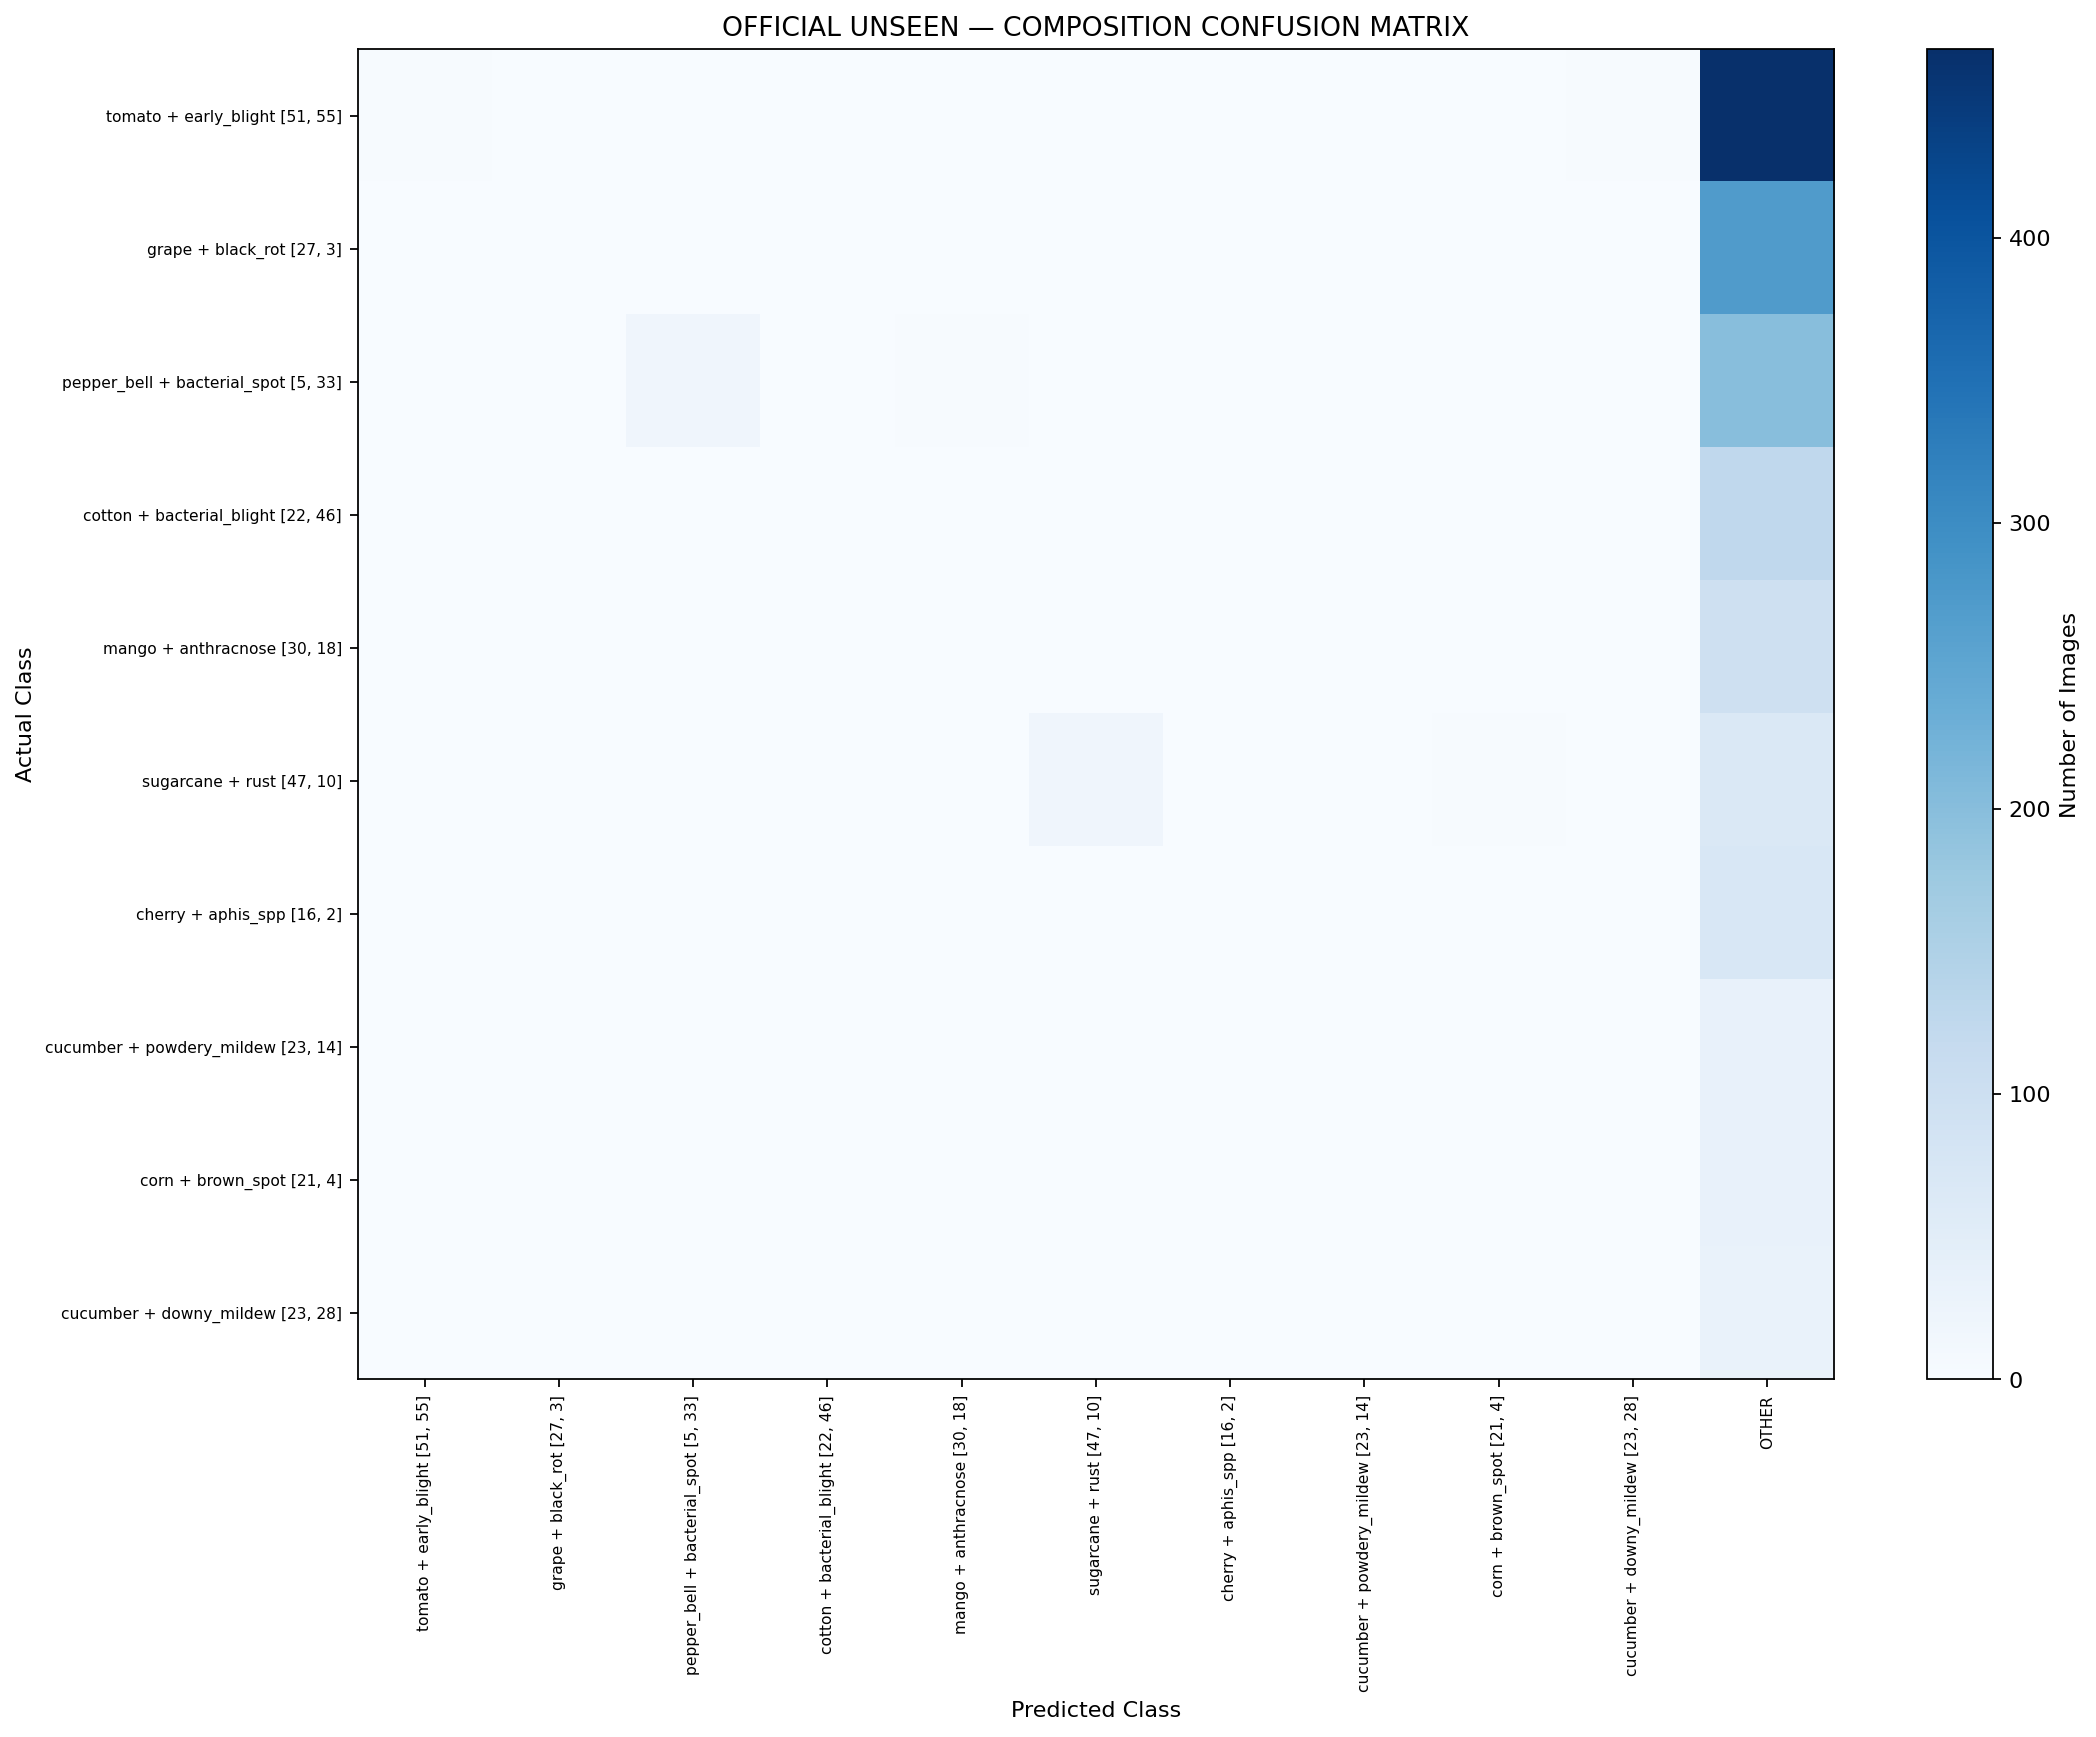 OFFICIAL UNSEEN — COMPOSITION CONFUSION MATRIX
Actual Class
tomato + early_blight [51, 55]
grape + black_rot [27, 3]
pepper_bell + bacterial_spot [5, 33]
cotton + bacterial_blight [22, 46]
mango + anthracnose [30, 18]
sugarcane + rust [47, 10]
cherry + aphis_spp [16, 2]
cucumber + powdery_mildew [23, 14]
corn + brown_spot [21, 4]
cucumber + downy_mildew [23, 28]
tomato + early_blight [51, 55]
grape + black_rot [27, 3]
pepper_bell + bacterial_spot [5, 33]
cotton + bacterial_blight [22, 46]
mango + anthracnose [30, 18]
sugarcane + rust [47, 10]
cherry + aphis_spp [16, 2]
cucumber + powdery_mildew [23, 14]
corn + brown_spot [21, 4]
cucumber + downy_mildew [23, 28]
OTHER
Predicted Class
400
300
200
100
0
Number of Images